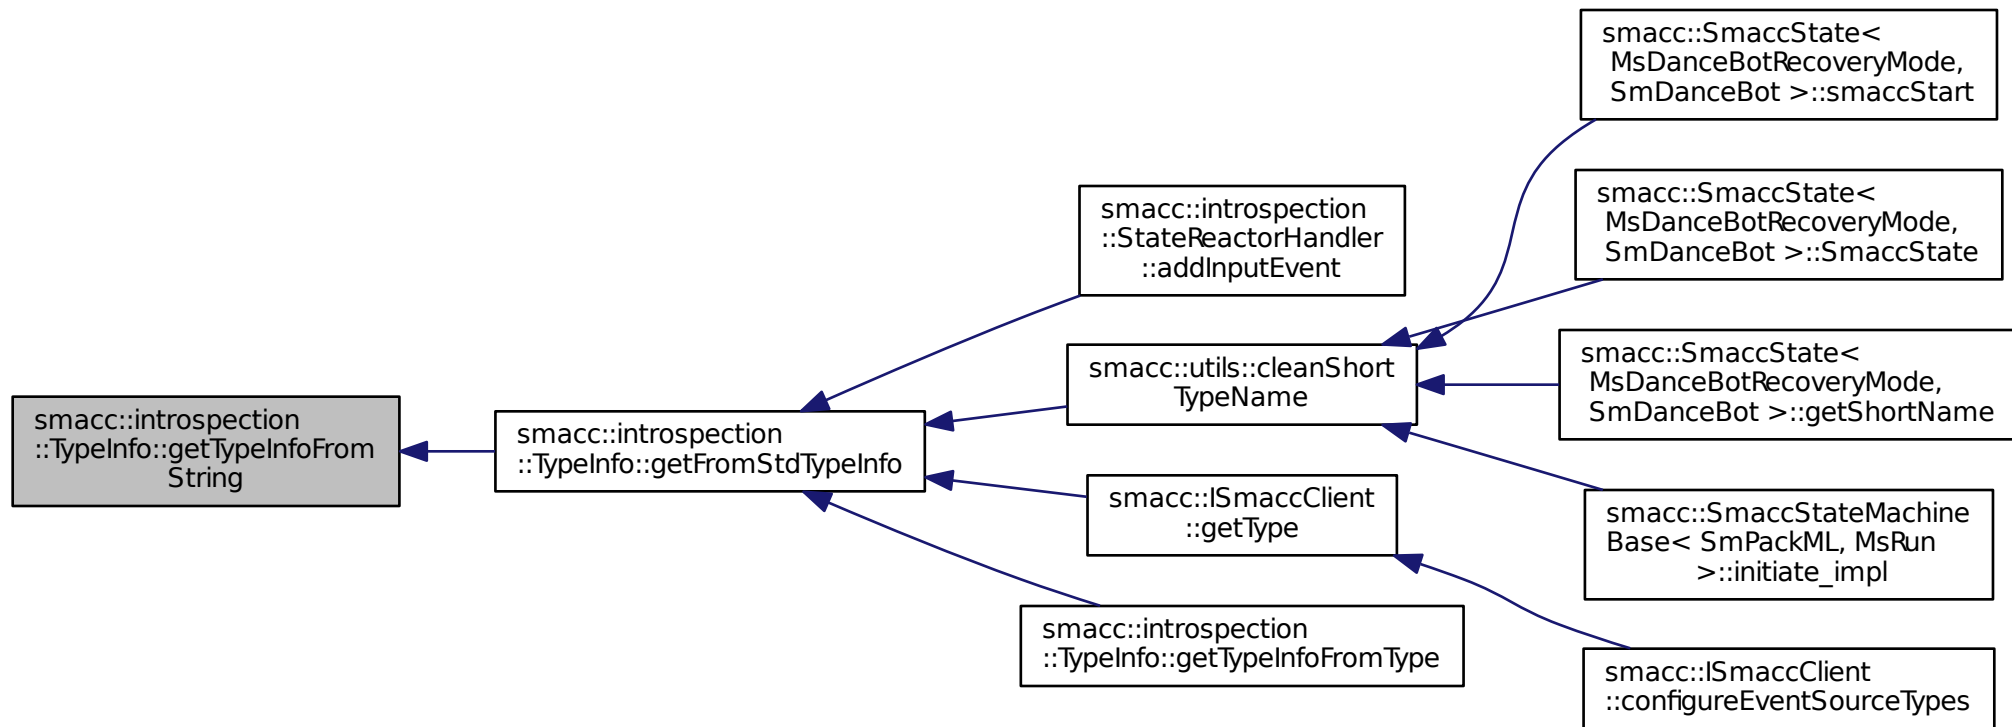 smacc::introspection
::TypeInfo::getTypeInfoFrom
String
smacc::introspection
::TypeInfo::getFromStdTypeInfo
smacc::introspection
::StateReactorHandler
::addInputEvent
smacc::utils::cleanShort
TypeName
smacc::ISmaccClient
::getType
smacc::introspection
::TypeInfo::getTypeInfoFromType
smacc::SmaccState<
MsDanceBotRecoveryMode,
SmDanceBot >::smaccStart
smacc::SmaccState<
MsDanceBotRecoveryMode,
SmDanceBot >::SmaccState
smacc::SmaccState<
MsDanceBotRecoveryMode,
SmDanceBot >::getShortName
smacc::SmaccStateMachine
Base< SmPackML, MsRun
>::initiate_impl
smacc::ISmaccClient
::configureEventSourceTypes